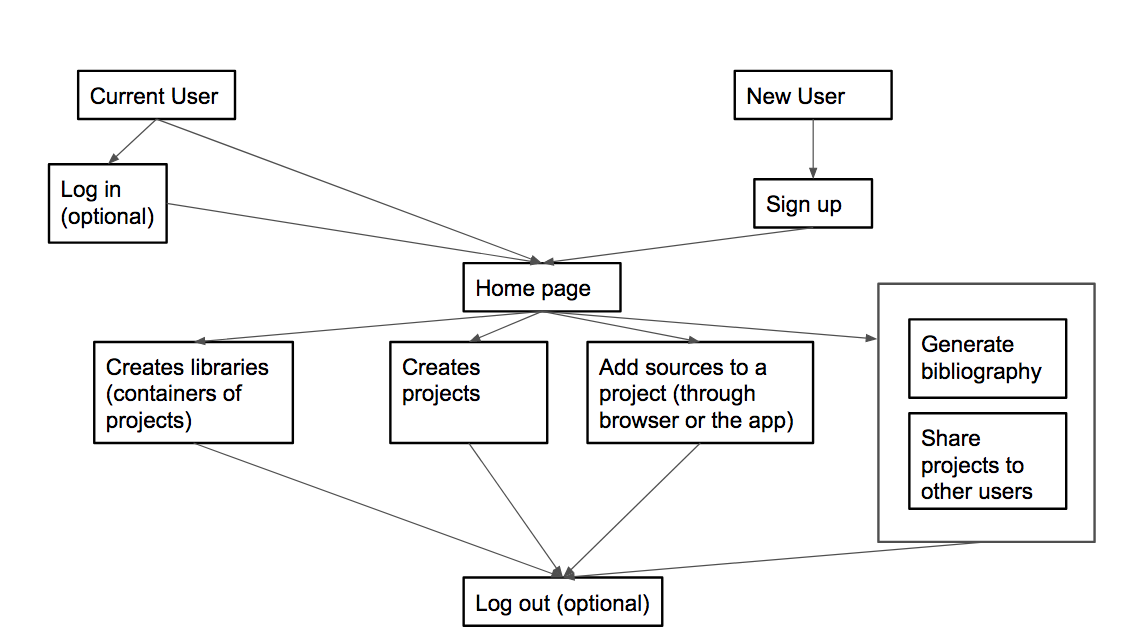 Current User
New User
Log in
(optional)
Sign up
Home page
Creates libraries
(containers of
projects)
Creates
projects
Add sources to a
project (through
browser or the app)
Generate
bibliography
Share
projects to
other users
Log out (optional)